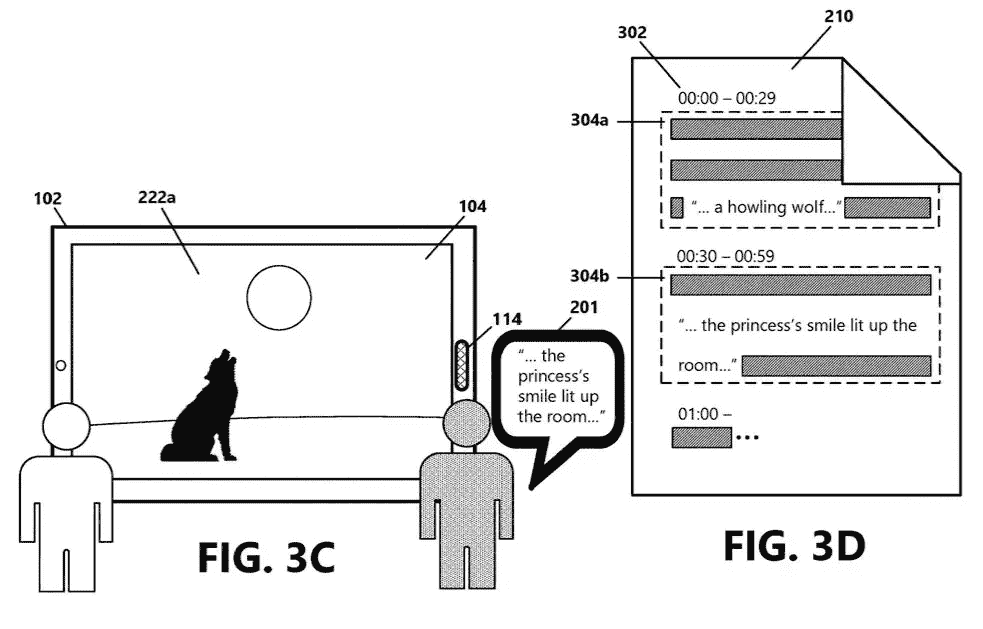 102
222a
104
114
201
"... the
princess's
smile lit up
the room..."
FIG. 3C
302
210
00:00 – 00:29
304a
"... a howling wolf..."
00:30 – 00:59
304b
"... the princess's smile lit up the
room..."
01:00 –
...
FIG. 3D